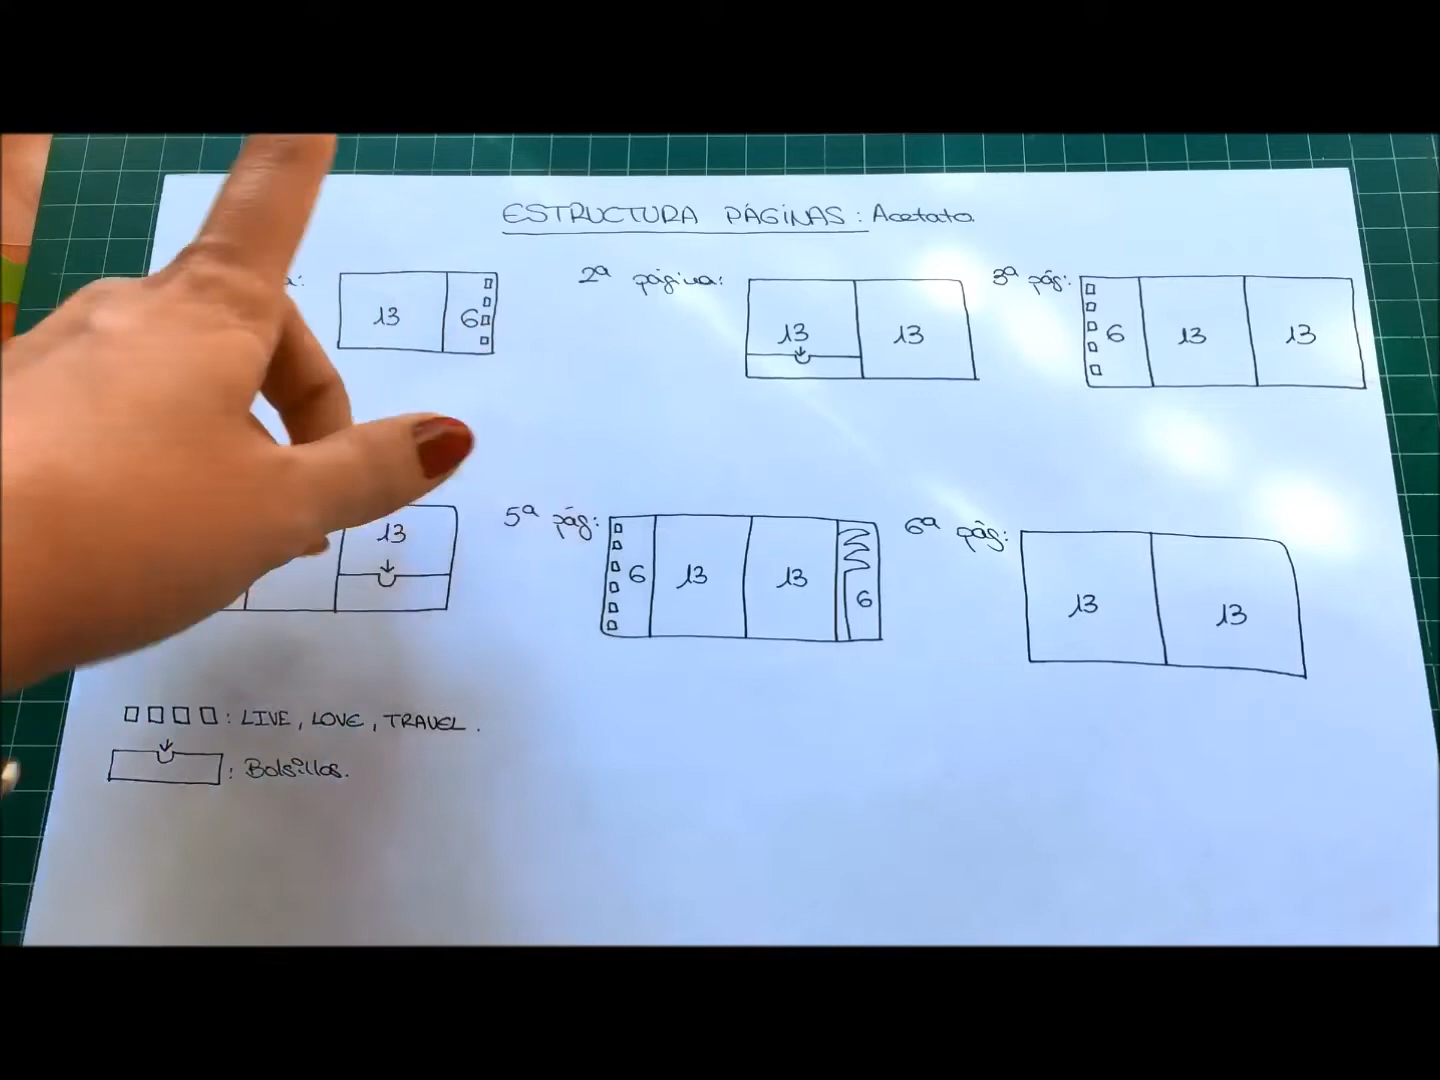 ESTRUCTURA PÁGINAS: Acetato
13 6
2ª página: 13 13
3ª pág: 6 13 13
13
5ª pág: 6 13 13 6
6ª pág: 13 13
: LIVE, LOVE, TRAVEL.
: Bolsillos.